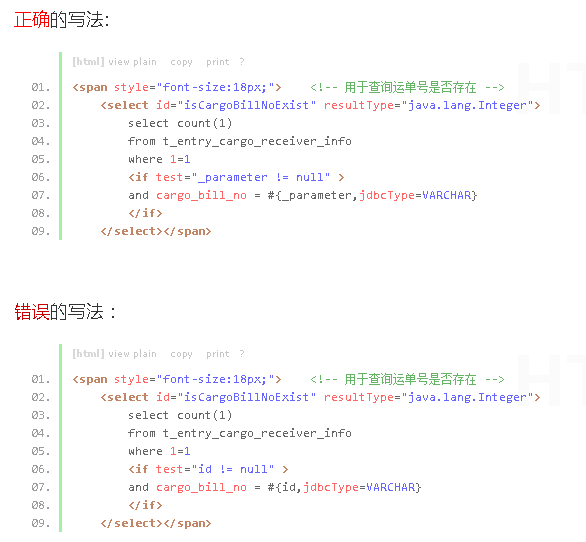 正确的写法:
[html] view plain copy print ?
01. <span style="font-size:18px;"> <!-- 用于查询运单号是否存在 -->
02. <select id="isCargoBillNoExist" resultType="java.lang.Integer">
03. select count(1)
04. from t_entry_cargo_receiver_info
05. where 1=1
06. <if test="_parameter != null" >
07. and cargo_bill_no = #{_parameter,jdbcType=VARCHAR}
08. </if>
09. </select></span>
错误的写法：
[html] view plain copy print ?
01. <span style="font-size:18px;"> <!-- 用于查询运单号是否存在 -->
02. <select id="isCargoBillNoExist" resultType="java.lang.Integer">
03. select count(1)
04. from t_entry_cargo_receiver_info
05. where 1=1
06. <if test="id != null" >
07. and cargo_bill_no = #{id,jdbcType=VARCHAR}
08. </if>
09. </select></span>